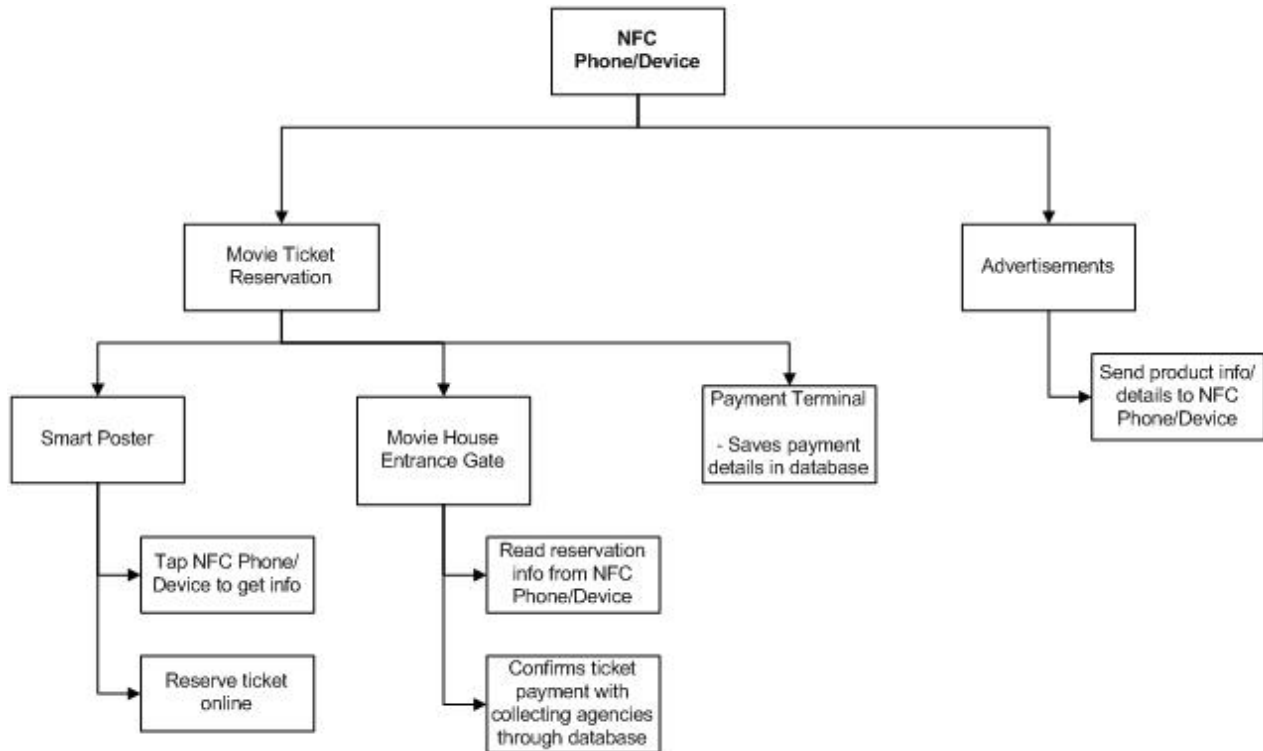 NFC
Phone/Device
Movie Ticket
Reservation
Advertisements
Smart Poster
Movie House
Entrance Gate
Payment Terminal
- Saves payment
details in database
Send product info/
details to NFC
Phone/Device
Tap NFC Phone/
Device to get info
Read reservation
info from NFC
Phone/Device
Reserve ticket
online
Confirms ticket
payment with
collecting agencies
through database